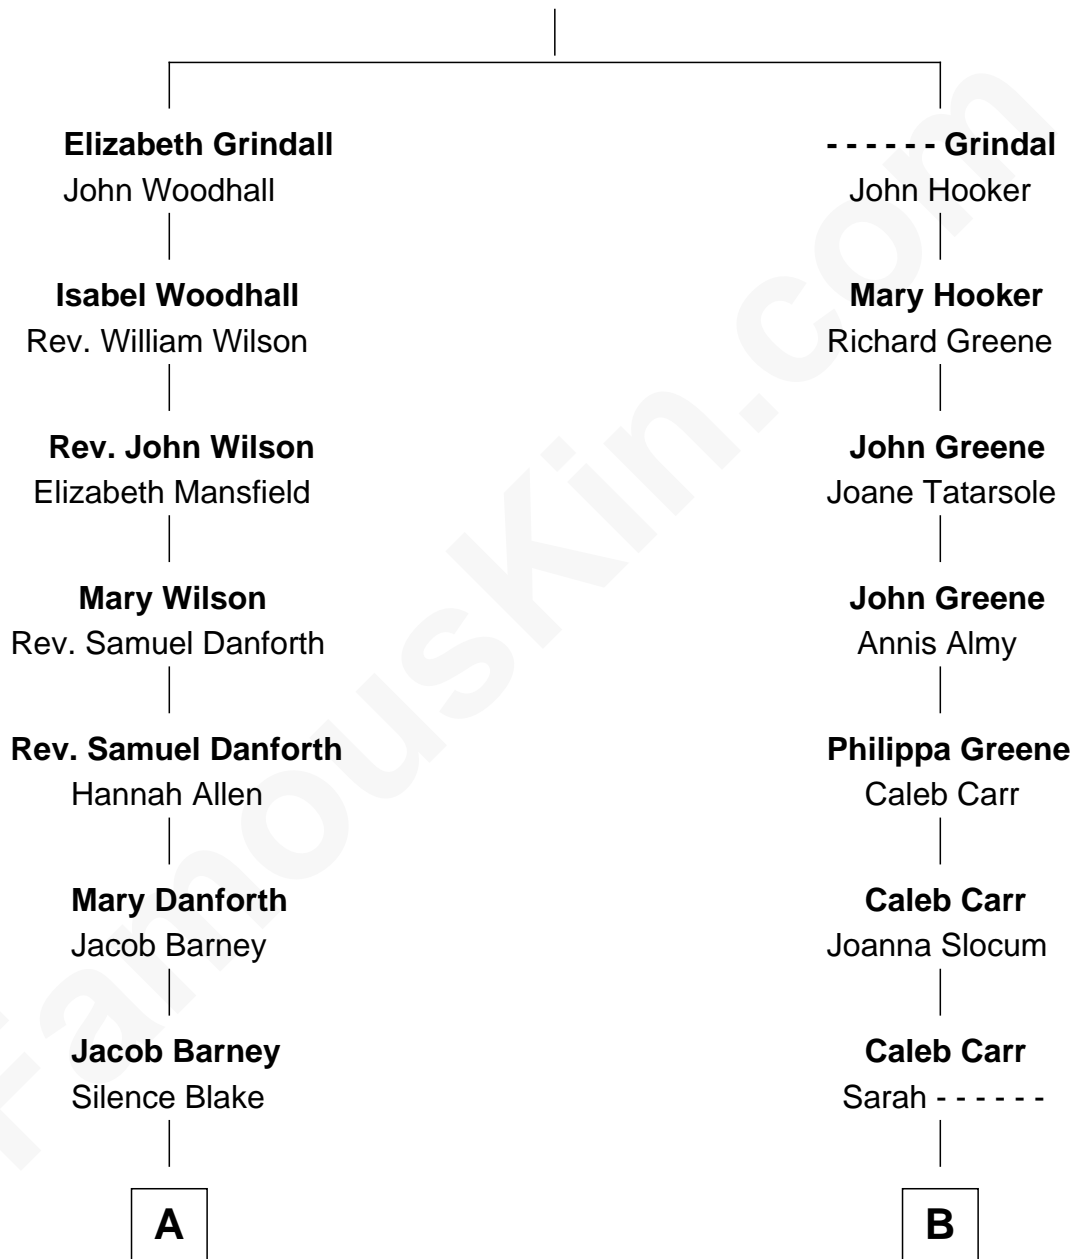 Elizabeth Grindall
John Woodhall
Isabel Woodhall
Rev. William Wilson
Rev. John Wilson
Elizabeth Mansfield
Mary Wilson
Rev. Samuel Danforth
Rev. Samuel Danforth
Hannah Allen
Mary Danforth
Jacob Barney
Jacob Barney
Silence Blake
A
- - - - - - Grindal
John Hooker
Mary Hooker
Richard Greene
John Greene
Joane Tatarsole
John Greene
Annis Almy
Philippa Greene
Caleb Carr
Caleb Carr
Joanna Slocum
Caleb Carr
Sarah - - - - - -
B
FamousKin.com